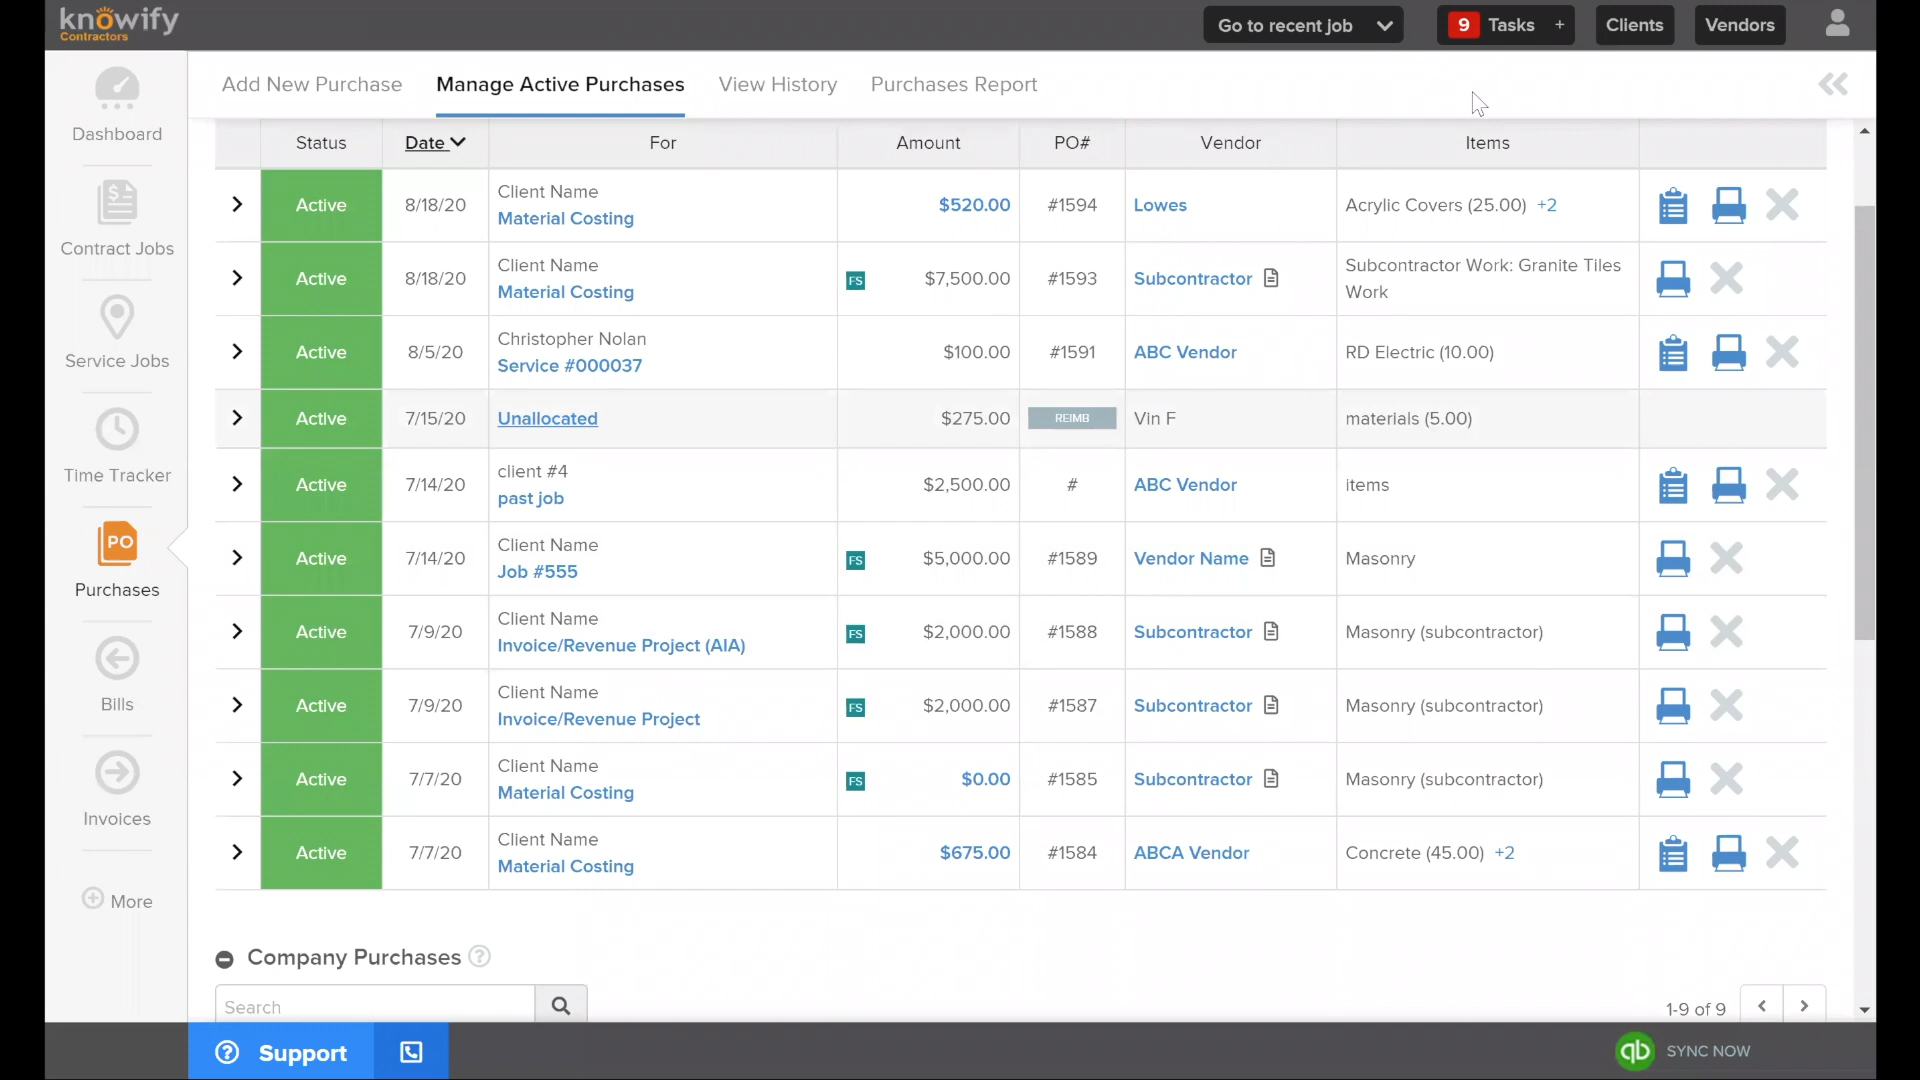 knowify
Contractors
Go to recent job
9 Tasks +
Clients
Vendors
Add New Purchase
Manage Active Purchases
View History
Purchases Report
Dashboard
Contract Jobs
Service Jobs
Time Tracker
PO
Purchases
Bills
Invoices
More
Status Date For Amount PO# Vendor Items
Active 8/18/20 Client Name
Material Costing
$520.00 #1594 Lowes Acrylic Covers (25.00) +2
Active 8/18/20 Client Name
Material Costing
FS $7,500.00 #1593 Subcontractor Subcontractor Work: Granite Tiles
Work
Active 8/5/20 Christopher Nolan
Service #000037
$100.00 #1591 ABC Vendor RD Electric (10.00)
Active 7/15/20 Unallocated $275.00 REIMB Vin F materials (5.00)
Active 7/14/20 client #4
past job
$2,500.00 # ABC Vendor items
Active 7/14/20 Client Name
Job #555
FS $5,000.00 #1589 Vendor Name Masonry
Active 7/9/20 Client Name
Invoice/Revenue Project (AIA)
FS $2,000.00 #1588 Subcontractor Masonry (subcontractor)
Active 7/9/20 Client Name
Invoice/Revenue Project
FS $2,000.00 #1587 Subcontractor Masonry (subcontractor)
Active 7/7/20 Client Name
Material Costing
FS $0.00 #1585 Subcontractor Masonry (subcontractor)
Active 7/7/20 Client Name
Material Costing
$675.00 #1584 ABCA Vendor Concrete (45.00) +2
Company Purchases ?
Search
1-9 of 9
? Support
qb SYNC NOW